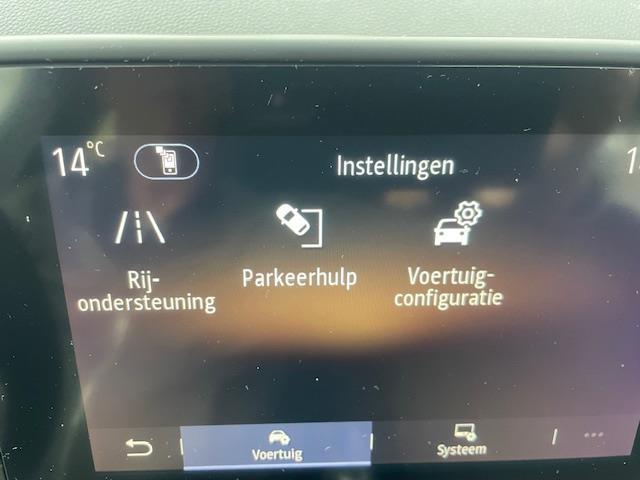 14°C
Instellingen
Rij-
ondersteuning
Parkeerhulp
Voertuig-
configuratie
Voertuig
Systeem